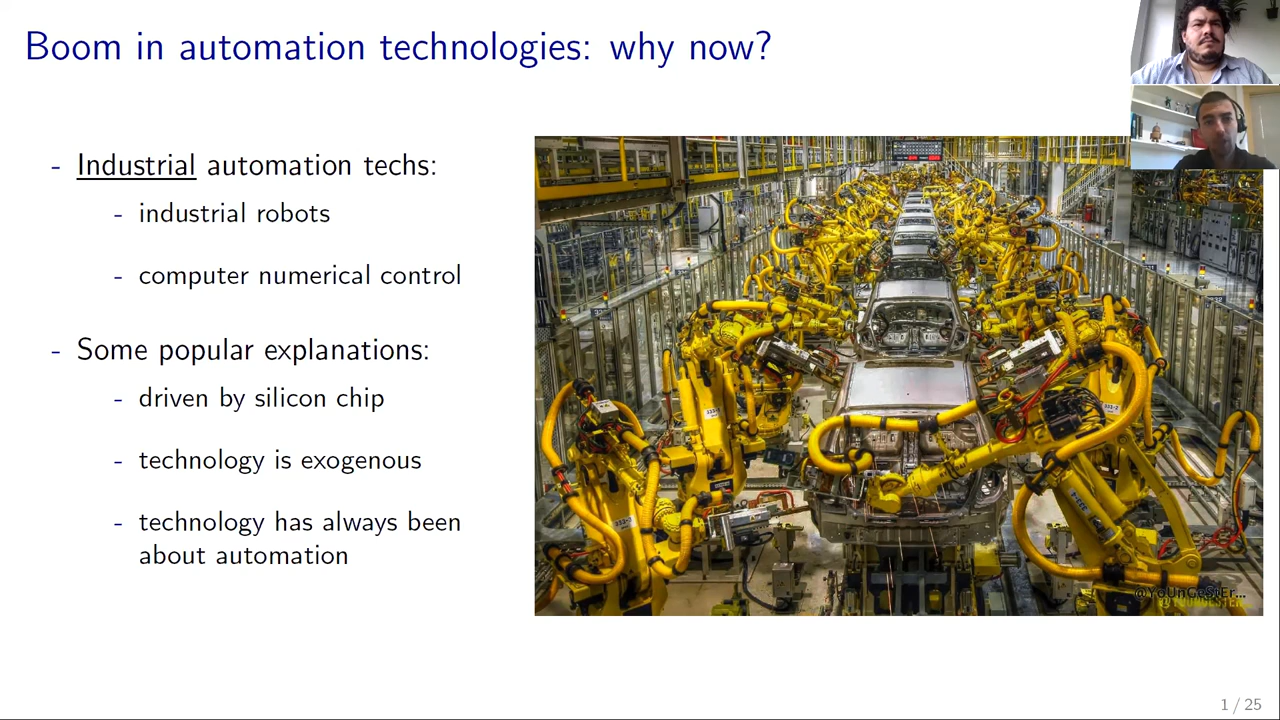 Boom in automation technologies: why now?
- Industrial automation techs:
- industrial robots
- computer numerical control
- Some popular explanations:
- driven by silicon chip
- technology is exogenous
- technology has always been
about automation
@YoUnGeStEr...
1 / 25